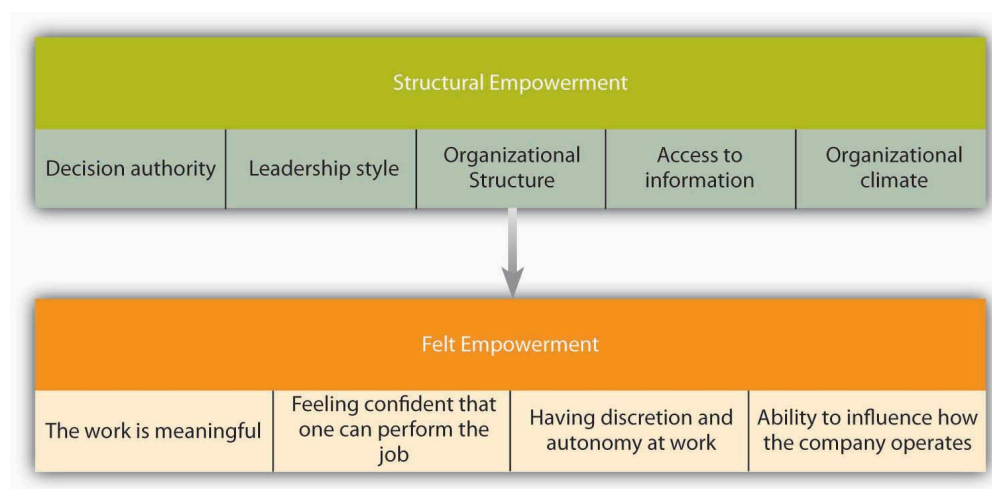 Structural Empowerment
Decision authority
Leadership style
Organizational
Structure
Access to
information
Organizational
climate
Felt Empowerment
The work is meaningful
Feeling confident that
one can perform the
job
Having discretion and
autonomy at work
Ability to influence how
the company operates